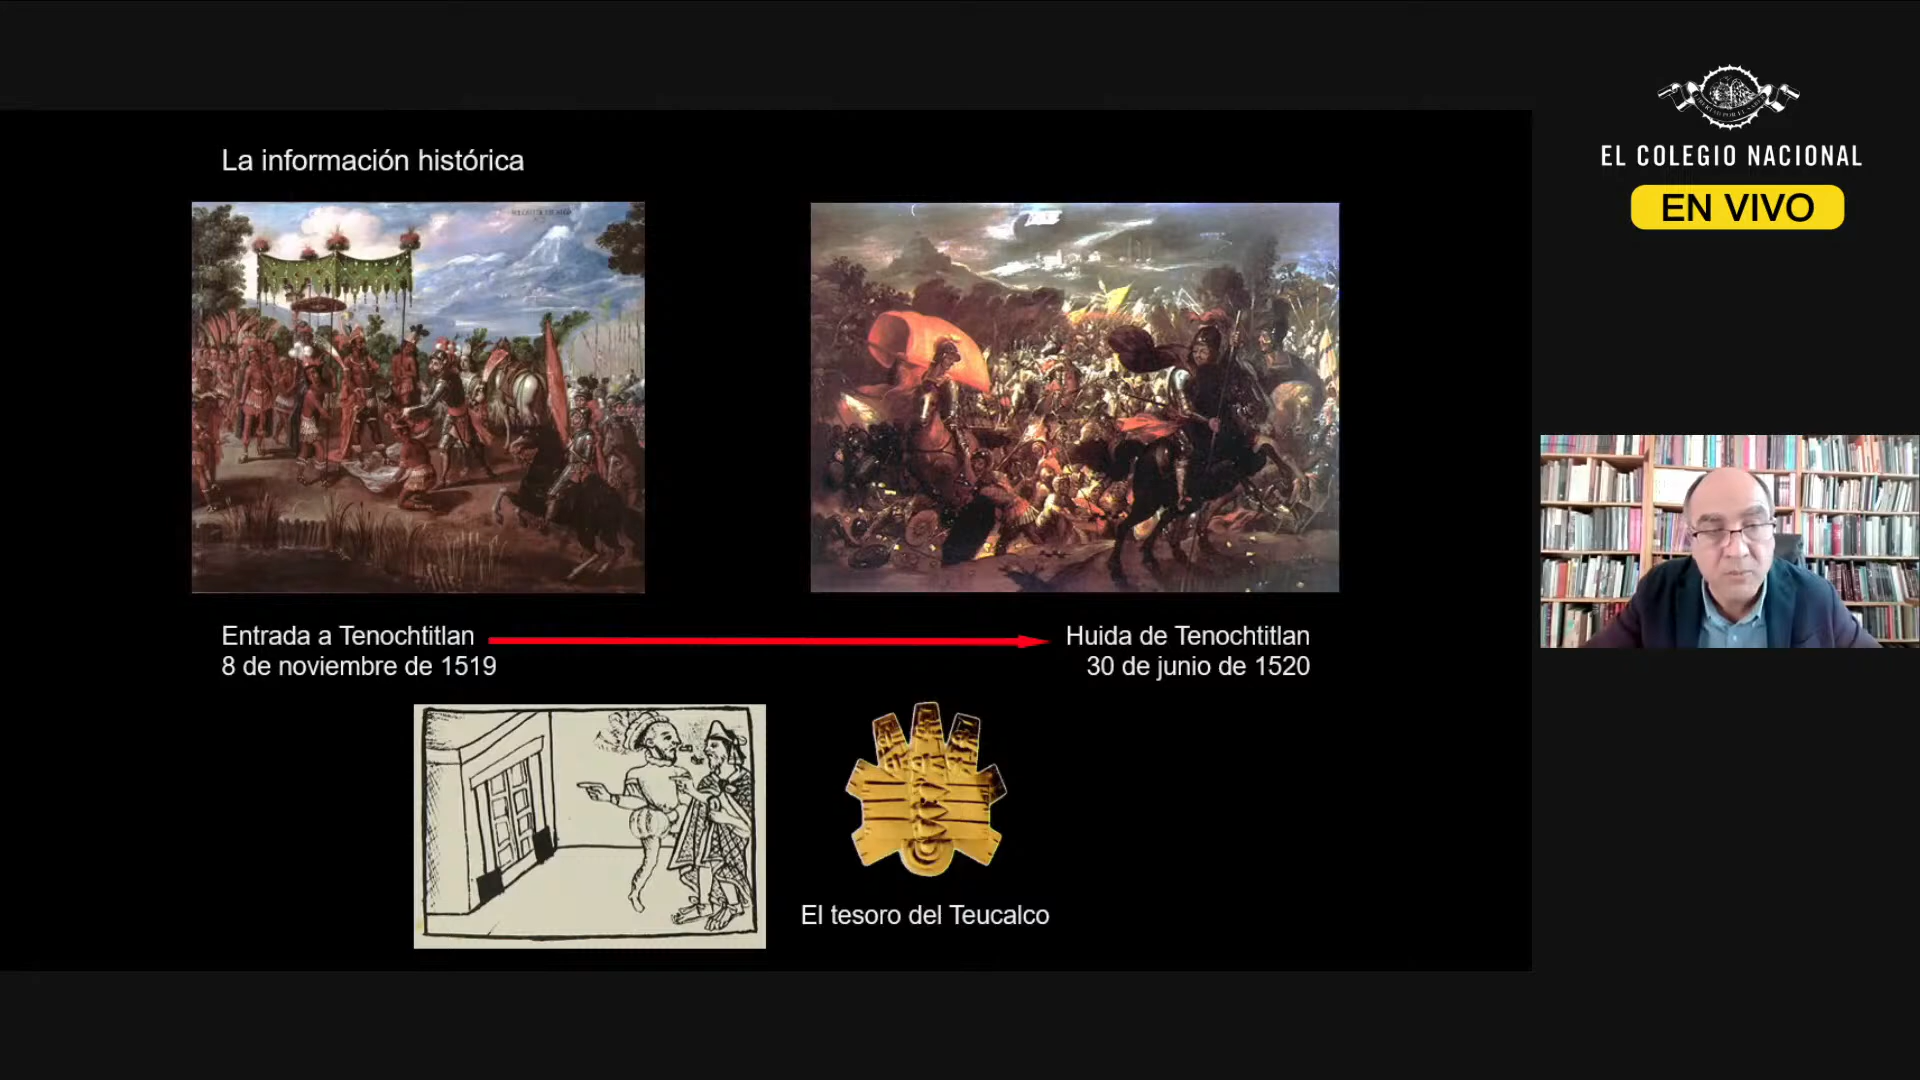 La información histórica
EL COLEGIO NACIONAL
EN VIVO
Entrada a Tenochtitlan
8 de noviembre de 1519
Huida de Tenochtitlan
30 de junio de 1520
El tesoro del Teucalco